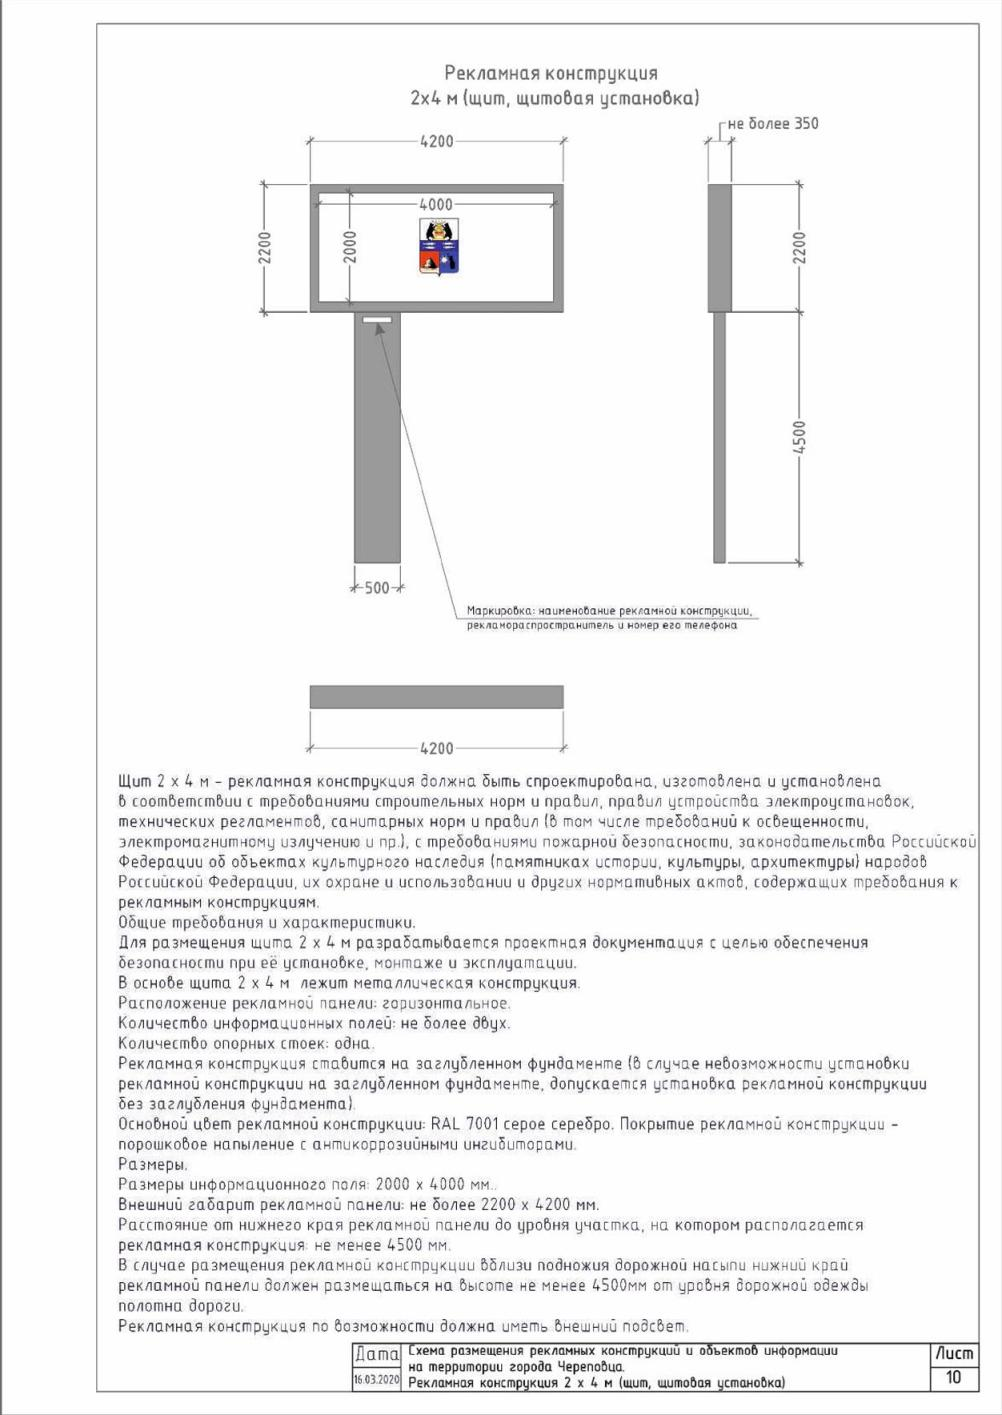 Рекламная конструкция
2х4 м (щит, щитовая установка)
не более 350
4200
4000
2200
2000
2200
4500
500
Маркировка: наименование рекламной конструкции,
рекламораспространитель и номер его телефона
4200
Щит 2 х 4 м – рекламная конструкция должна быть спроектирована, изготовлена и установлена
в соответствии с требованиями строительных норм и правил, правил устройства электроустановок,
технических регламентов, санитарных норм и правил (в том числе требований к освещенности,
электромагнитному излучению и пр.), с требованиями пожарной безопасности, законодательства Российской
Федерации об объектах культурного наследия (памятниках истории, культуры, архитектуры) народов
Российской Федерации, их охране и использовании и других нормативных актов, содержащих требования к
рекламным конструкциям.
Общие требования и характеристики.
Для размещения щита 2 х 4 м разрабатывается проектная документация с целью обеспечения
безопасности при её установке, монтаже и эксплуатации.
В основе щита 2 х 4 м лежит металлическая конструкция.
Расположение рекламной панели: горизонтальное.
Количество информационных полей: не более двух.
Количество опорных стоек: одна.
Рекламная конструкция ставится на заглубленном фундаменте (в случае невозможности установки
рекламной конструкции на заглубленном фундаменте, допускается установка рекламной конструкции
без заглубления фундамента).
Основной цвет рекламной конструкции: RAL 7001 серое серебро. Покрытие рекламной конструкции –
порошковое напыление с антикоррозийными ингибиторами.
Размеры.
Размеры информационного поля: 2000 х 4000 мм..
Внешний габарит рекламной панели: не более 2200 х 4200 мм.
Расстояние от нижнего края рекламной панели до уровня участка, на котором располагается
рекламная конструкция: не менее 4500 мм.
В случае размещения рекламной конструкции вблизи подножия дорожной насыпи нижний край
рекламной панели должен размещаться на высоте не менее 4500мм от уровня дорожной одежды
полотна дороги.
Рекламная конструкция по возможности должна иметь внешний подсвет.
Дата
16.03.2020
Схема размещения рекламных конструкций и объектов информации
на территории города Череповца.
Рекламная конструкция 2 х 4 м (щит, щитовая установка)
Лист
10